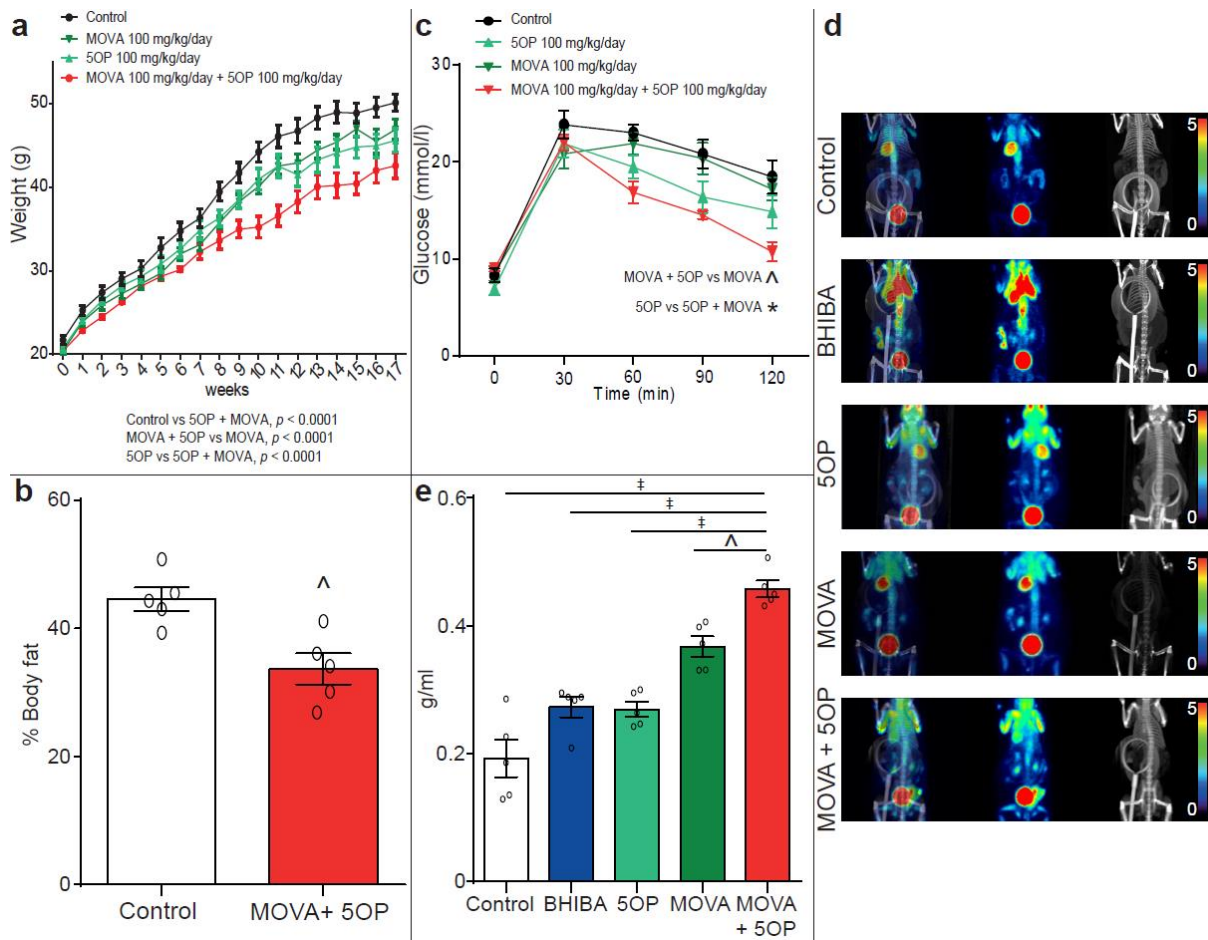 a
Control
MOVA 100 mg/kg/day
5OP 100 mg/kg/day
MOVA 100 mg/kg/day + 5OP 100 mg/kg/day
Weight (g)
50
40
30
20
0 1 2 3 4 5 6 7 8 9 10 11 12 13 14 15 16 17
weeks
Control vs 5OP + MOVA, p < 0.0001
MOVA + 5OP vs MOVA, p < 0.0001
5OP vs 5OP + MOVA, p < 0.0001
b
% Body fat
60
40
20
0
^
Control MOVA+ 5OP
c
Control
5OP 100 mg/kg/day
MOVA 100 mg/kg/day
MOVA 100 mg/kg/day + 5OP 100 mg/kg/day
Glucose (mmol/l)
30
20
10
0
MOVA + 5OP vs MOVA ^
5OP vs 5OP + MOVA *
0 30 60 90 120
Time (min)
e
g/ml
0.6
0.4
0.2
0
‡
‡
‡
^
Control BHIBA 5OP MOVA MOVA
+ 5OP
d
Control
5
0
BHIBA
5
0
5OP
5
0
MOVA
5
0
MOVA + 5OP
5
0